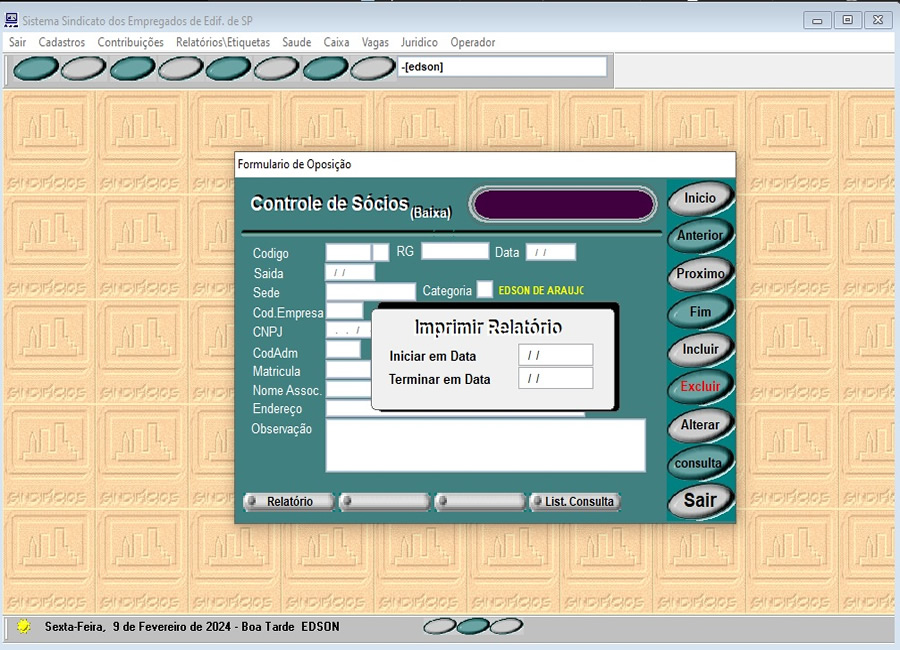 Sistema Sindicato dos Empregados de Edif. de SP
Sair Cadastros Contribuições Relatórios\Etiquetas Saude Caixa Vagas Juridico Operador
-[edson]
Formulario de Oposição
Controle de Sócios (Baixa)
Inicio
Anterior
Proximo
Fim
Incluir
Excluir
Alterar
consulta
Sair
Codigo RG Data / /
Saida / /
Sede Categoria EDSON DE ARAUJO
Cod.Empresa
CNPJ . . /
CodAdm
Matricula
Nome Assoc.
Endereço
Observação
Imprimir Relatório
Iniciar em Data / /
Terminar em Data / /
Relatório List. Consulta
SINDIFÍCIOS
Sexta-Feira, 9 de Fevereiro de 2024 - Boa Tarde EDSON